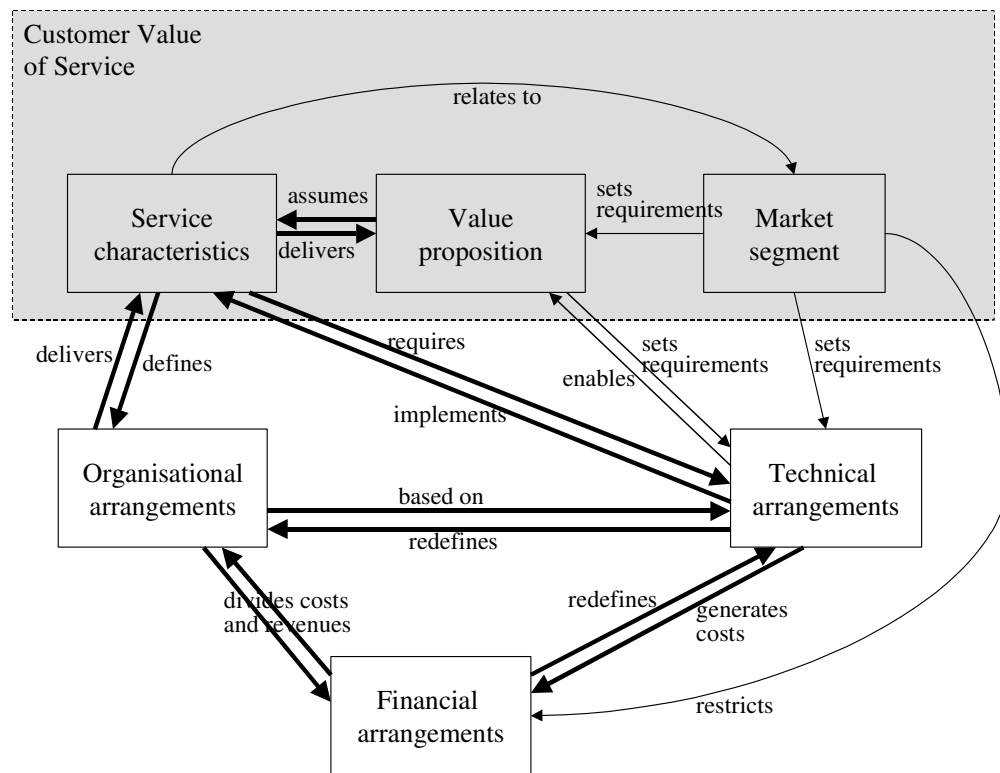 Customer Value
of Service
relates to
Service
characteristics
assumes
delivers
Value
proposition
sets
requirements
Market
segment
delivers
defines
requires
implements
sets
requirements
enables
sets
requirements
Organisational
arrangements
based on
redefines
Technical
arrangements
divides costs
and revenues
redefines
generates
costs
Financial
arrangements
restricts